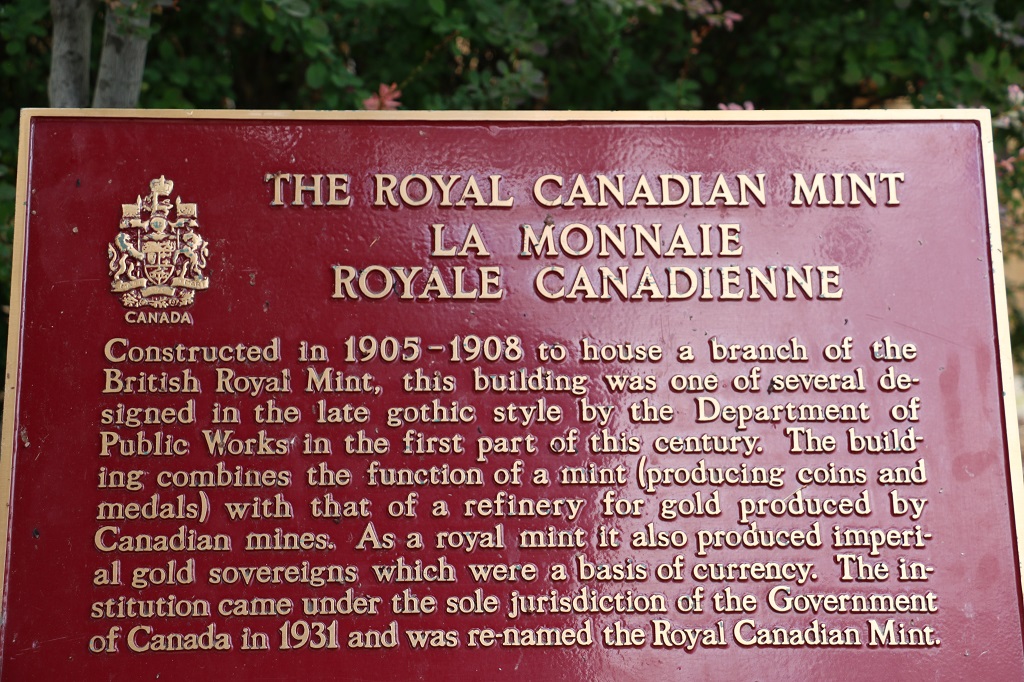 THE ROYAL CANADIAN MINT
LA MONNAIE
ROYALE CANADIENNE
CANADA
Constructed in 1905-1908 to house a branch of the
British Royal Mint, this building was one of several de-
signed in the late gothic style by the Department of
Public Works in the first part of this century. The build-
ing combines the function of a mint (producing coins and
medals) with that of a refinery for gold produced by
Canadian mines. As a royal mint it also produced imperi-
al gold sovereigns which were a basis of currency. The in-
stitution came under the sole jurisdiction of the Government
of Canada in 1931 and was re-named the Royal Canadian Mint.